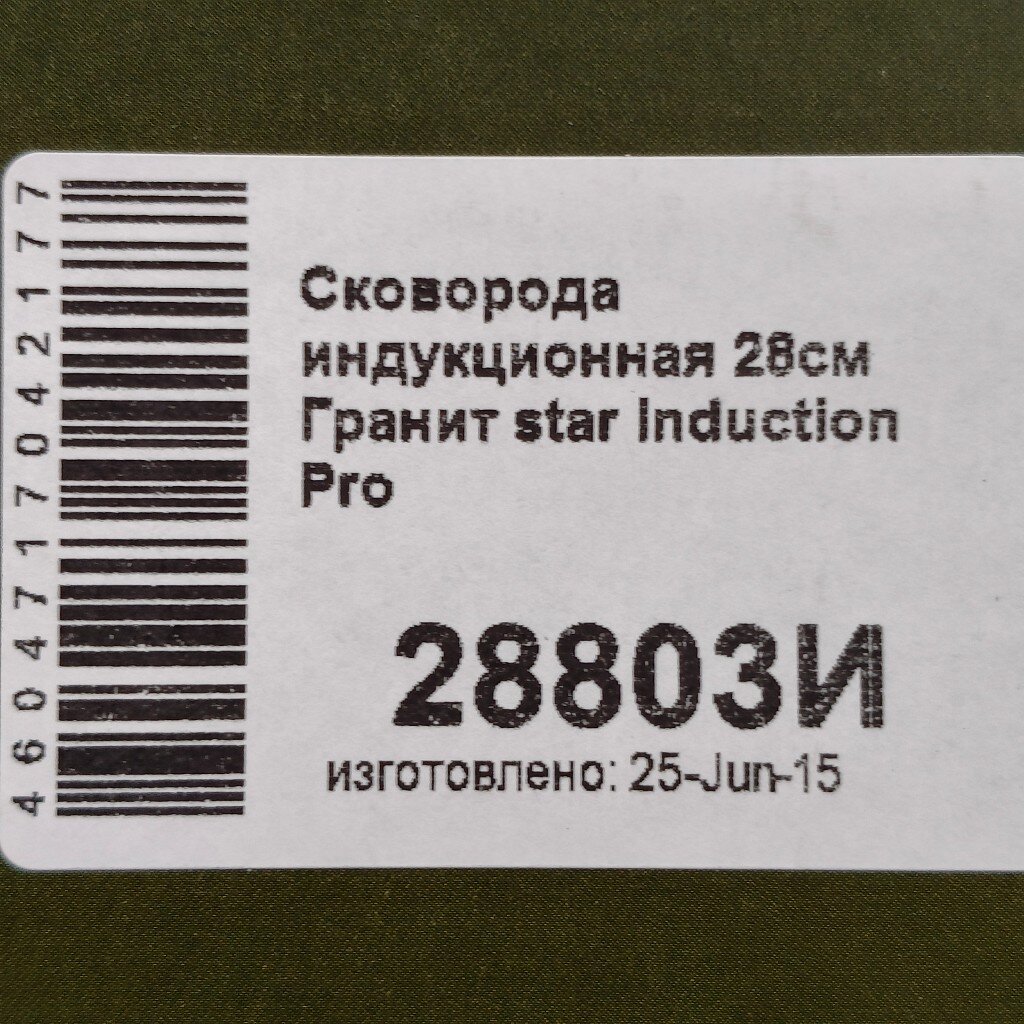 4604717042177
Сковорода
индукционная 28см
Гранит star Induction
Pro
28803И
изготовлено: 25-Jun-15